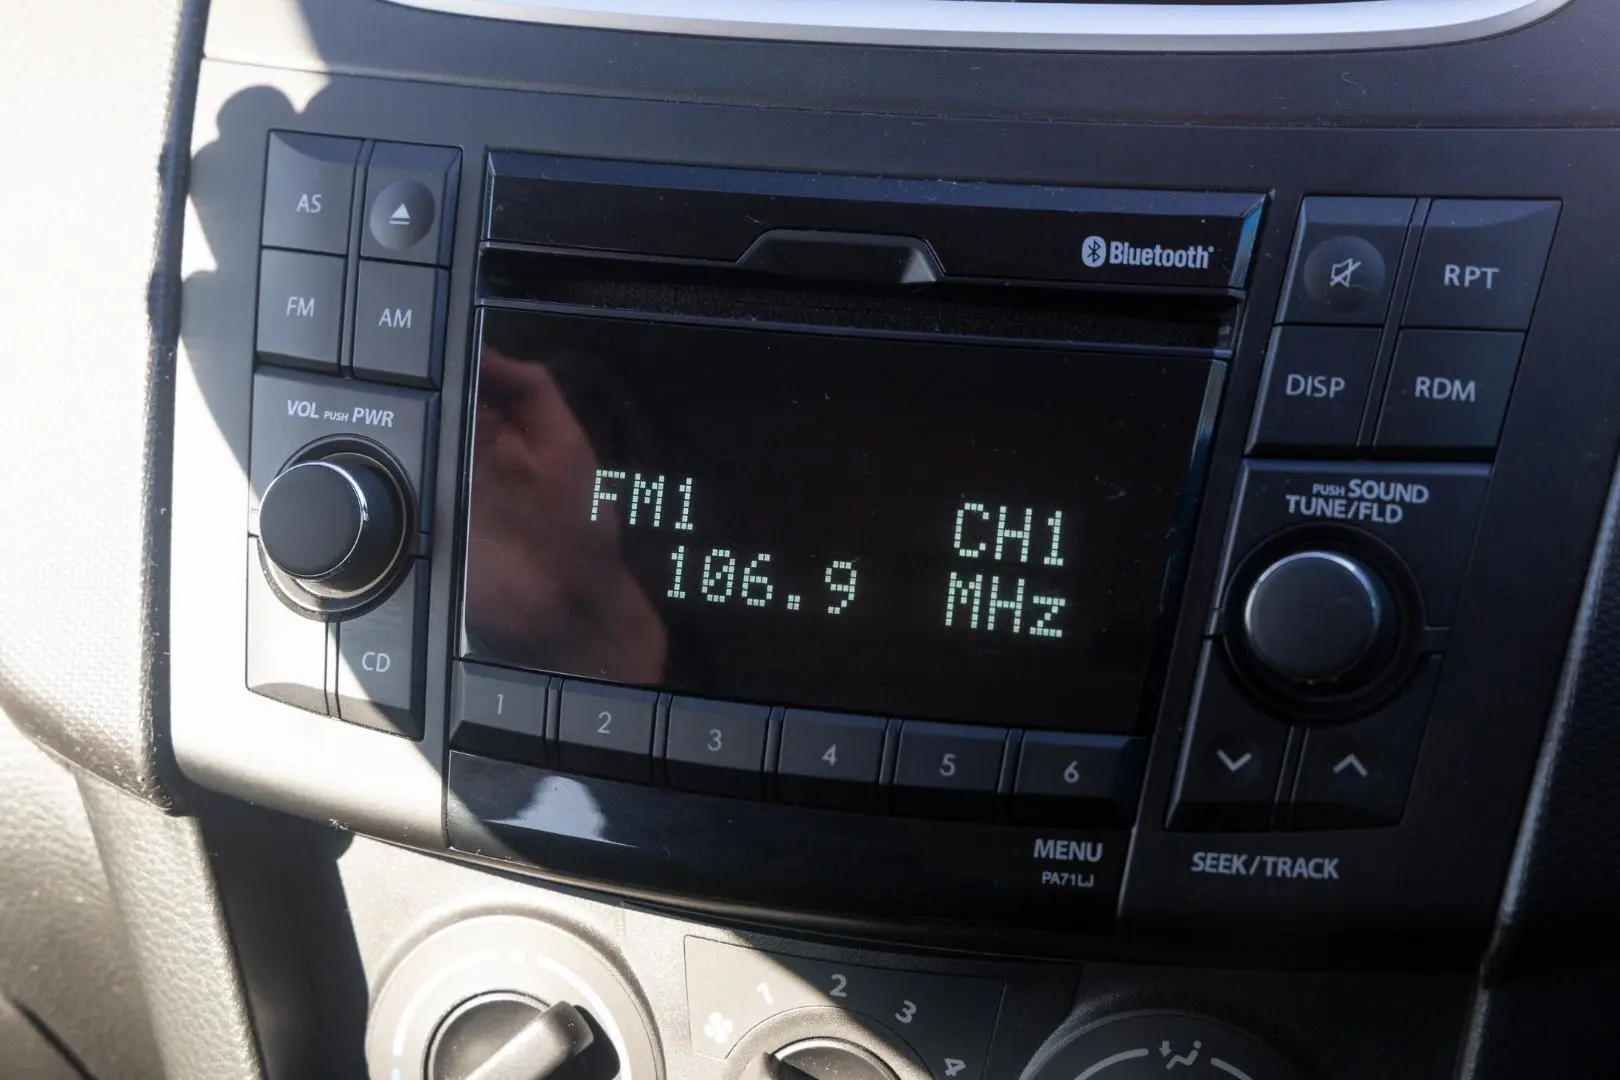 AS
FM
AM
VOL PUSH PWR
CD
Bluetooth
FM1
CH1
106.9
MHz
1
2
3
4
5
6
MENU
PA71LJ
RPT
DISP
RDM
PUSH SOUND
TUNE/FLD
SEEK/TRACK
1
2
3
4